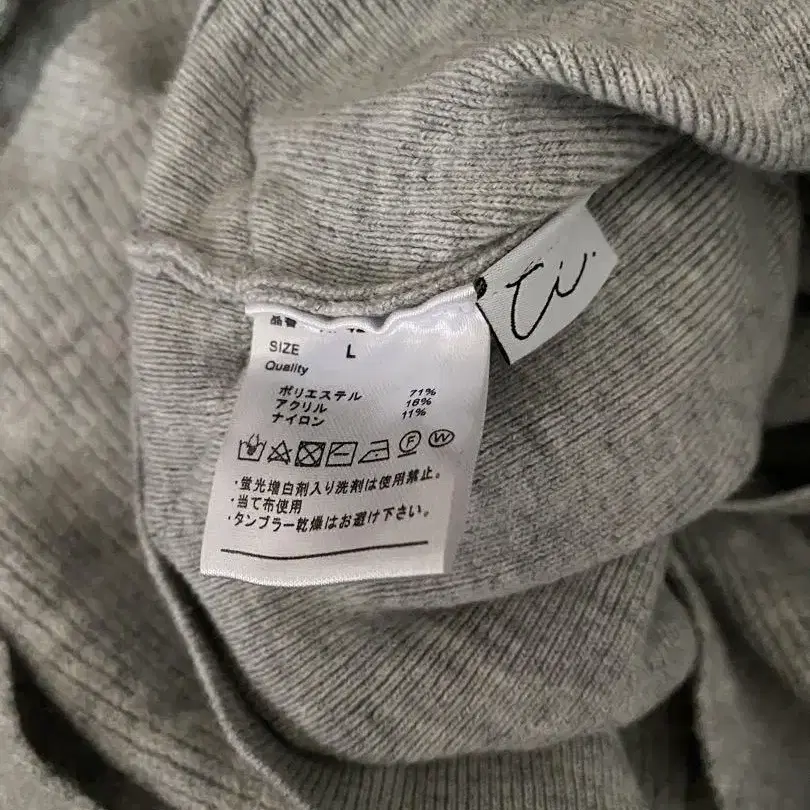 品番
SIZE L
Quality
ポリエステル 71%
アクリル 18%
ナイロン 11%
F W
・蛍光増白剤入り洗剤は使用禁止。
・当て布使用
・タンブラー乾燥はお避け下さい。